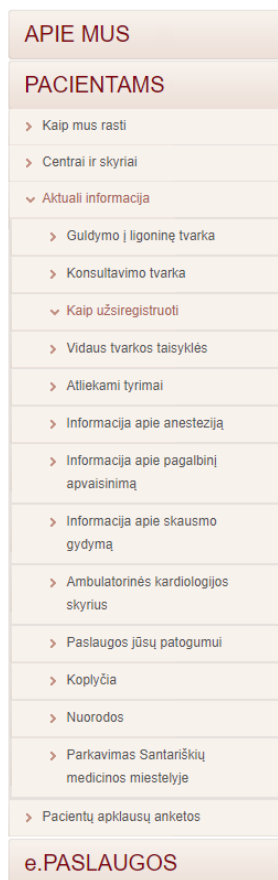 APIE MUS
PACIENTAMS
Kaip mus rasti
Centrai ir skyriai
Aktuali informacija
Guldymo į ligoninę tvarka
Konsultavimo tvarka
Kaip užsiregistruoti
Vidaus tvarkos taisyklės
Atliekami tyrimai
Informacija apie anesteziją
Informacija apie pagalbinį
apvaisinimą
Informacija apie skausmo
gydymą
Ambulatorinės kardiologijos
skyrius
Paslaugos jūsų patogumui
Koplyčia
Nuorodos
Parkavimas Santariškių
medicinos miestelyje
Pacientų apklausų anketos
e.PASLAUGOS